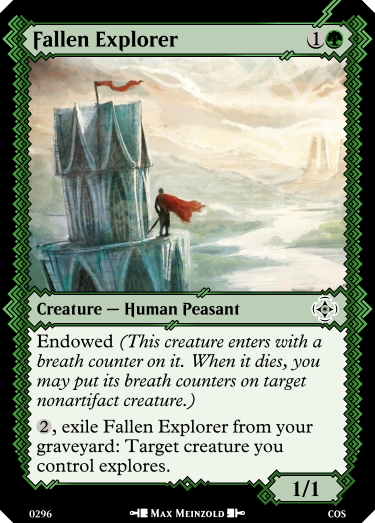 Fallen Explorer 1
Creature — Human Peasant
Endowed (This creature enters with a
breath counter on it. When it dies, you
may put its breath counters on target
nonartifact creature.)
2, exile Fallen Explorer from your
graveyard: Target creature you
control explores.
1/1
0296 Max Meinzold COS